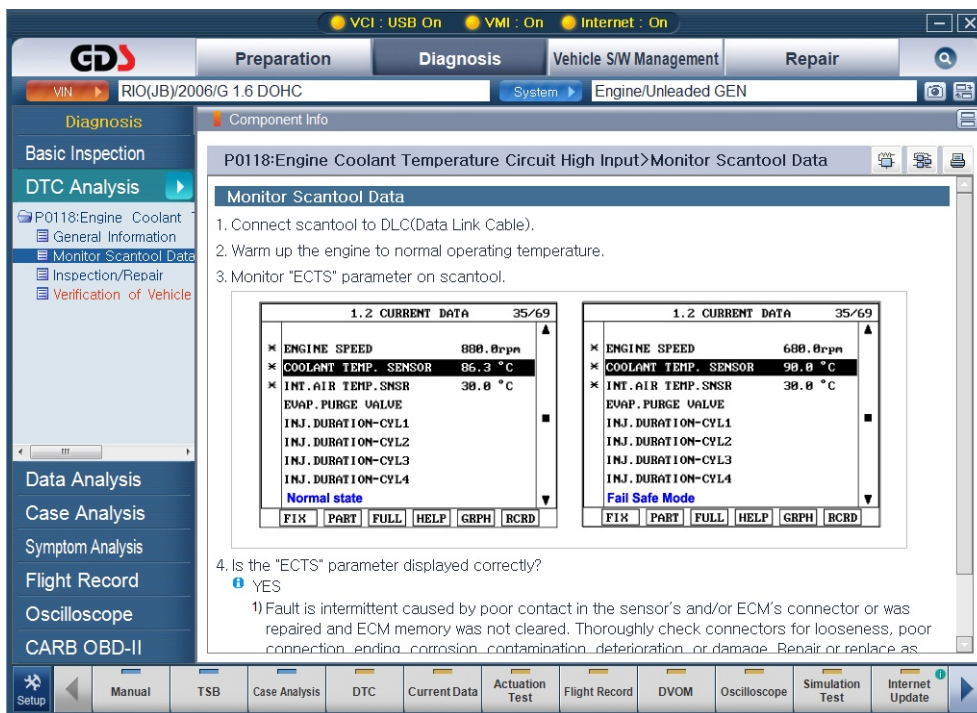 VCI : USB On VMI : On Internet : On
GDS Preparation Diagnosis Vehicle S/W Management Repair
VIN RIO(JB)/2006/G 1.6 DOHC System Engine/Unleaded GEN
Diagnosis
Basic Inspection
DTC Analysis
P0118:Engine Coolant
General Information
Monitor Scantool Data
Inspection/Repair
Verification of Vehicle
Data Analysis
Case Analysis
Symptom Analysis
Flight Record
Oscilloscope
CARB OBD-II
Component Info
P0118:Engine Coolant Temperature Circuit High Input>Monitor Scantool Data
Monitor Scantool Data
1. Connect scantool to DLC(Data Link Cable).
2. Warm up the engine to normal operating temperature.
3. Monitor "ECTS" parameter on scantool.
1.2 CURRENT DATA 35/69
* ENGINE SPEED 880.0rpm
* COOLANT TEMP. SENSOR 86.3 °C
* INT.AIR TEMP.SNSR 30.0 °C
EVAP.PURGE VALVE
INJ.DURATION-CYL1
INJ.DURATION-CYL2
INJ.DURATION-CYL3
INJ.DURATION-CYL4
Normal state
FIX PART FULL HELP GRPH RCRD
1.2 CURRENT DATA 35/69
* ENGINE SPEED 680.0rpm
* COOLANT TEMP. SENSOR 90.0 °C
* INT.AIR TEMP.SNSR 30.0 °C
EVAP.PURGE VALVE
INJ.DURATION-CYL1
INJ.DURATION-CYL2
INJ.DURATION-CYL3
INJ.DURATION-CYL4
Fail Safe Mode
FIX PART FULL HELP GRPH RCRD
4. Is the "ECTS" parameter displayed correctly?
YES
1) Fault is intermittent caused by poor contact in the sensor's and/or ECM's connector or was
repaired and ECM memory was not cleared. Thoroughly check connectors for looseness, poor
connection, ending, corrosion, contamination, deterioration, or damage. Repair or replace as
Setup Manual TSB Case Analysis DTC Current Data Actuation Test Flight Record DVOM Oscilloscope Simulation Test Internet Update